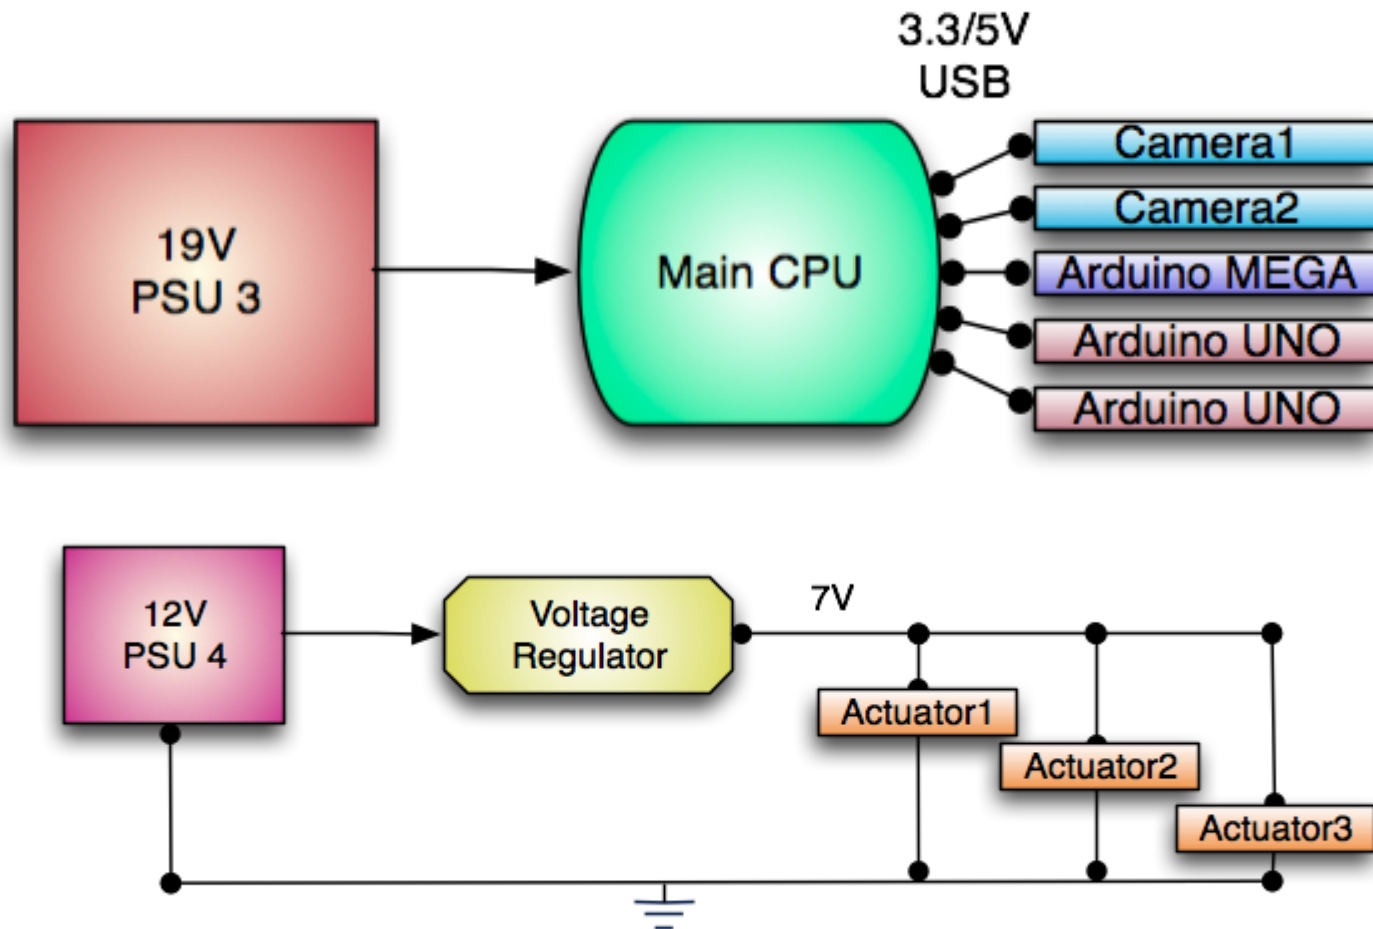 3.3/5V
USB
19V
PSU 3
Main CPU
Camera1
Camera2
Arduino MEGA
Arduino UNO
Arduino UNO
12V
PSU 4
Voltage
Regulator
7V
Actuator1
Actuator2
Actuator3